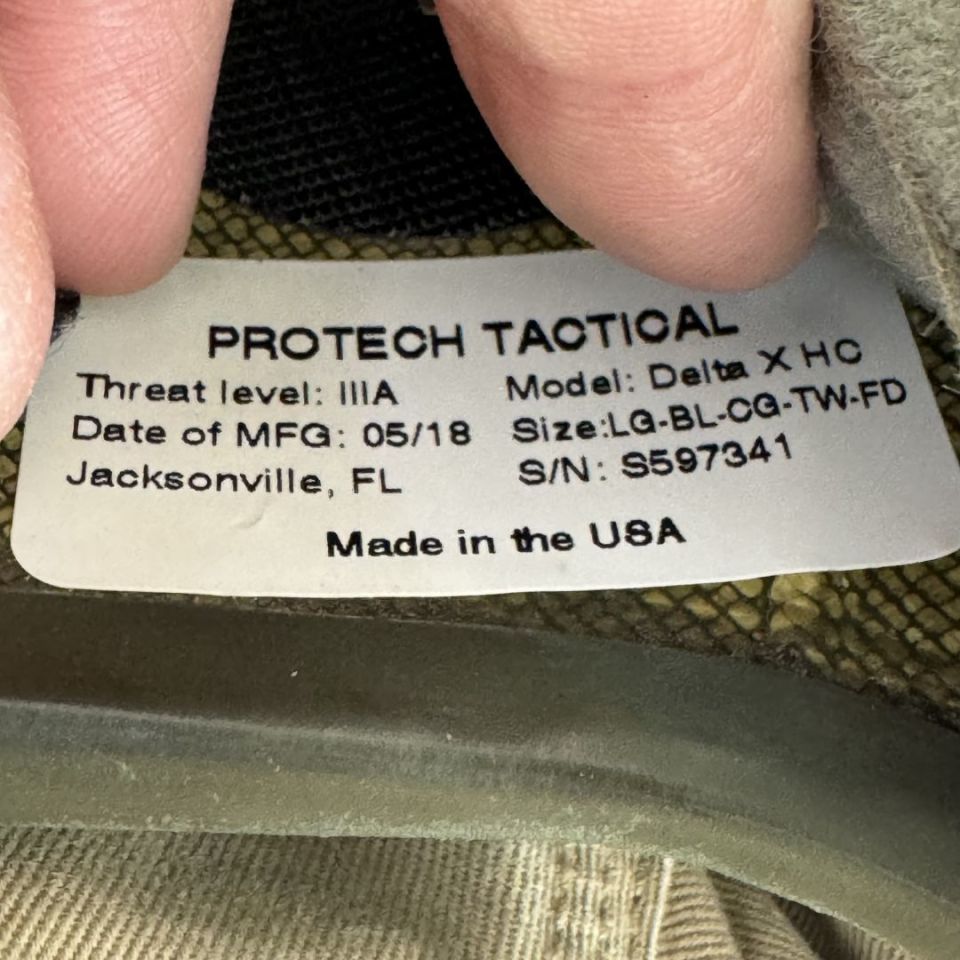 PROTECH TACTICAL
Threat level: IIIA Model: Delta X HC
Date of MFG: 05/18 Size:LG-BL-CG-TW-FD
Jacksonville, FL S/N: S597341
Made in the USA